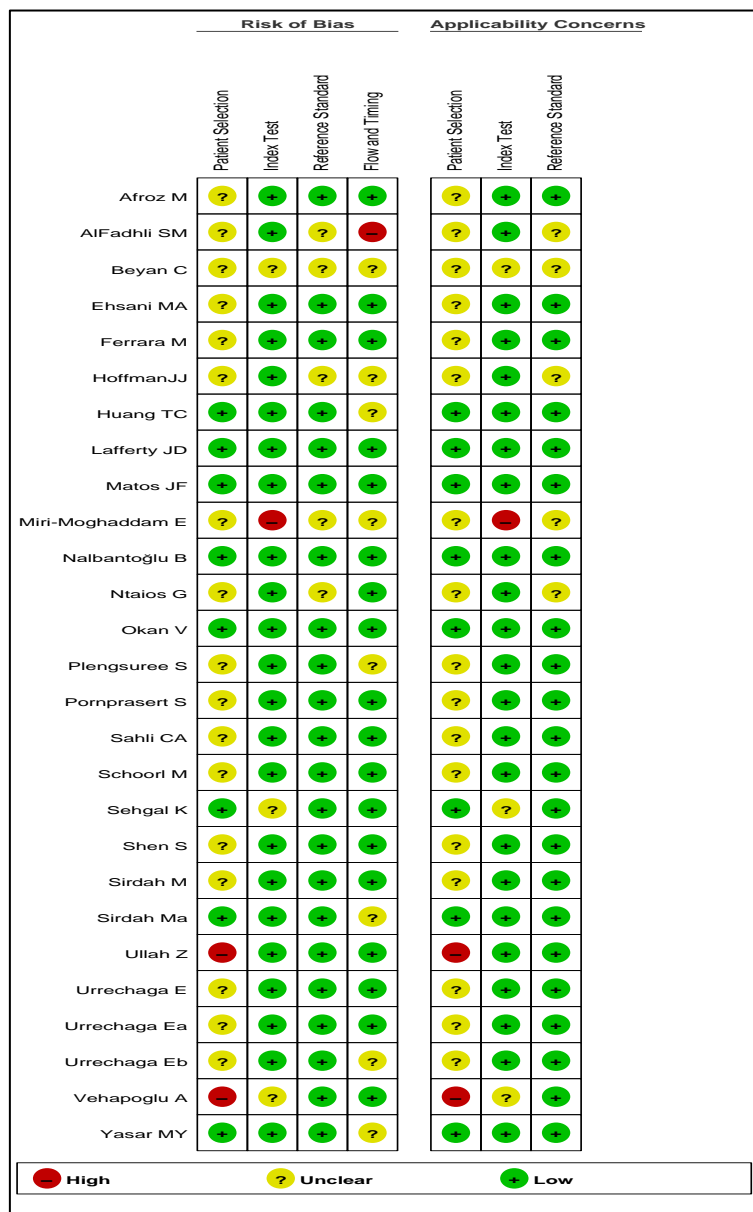 Risk of Bias Applicability Concerns
Patient Selection Index Test Reference Standard Flow and Timing Patient Selection Index Test Reference Standard
Afroz M ? + + + ? + +
AlFadhli SM ? + ? – ? + ?
Beyan C ? ? ? ? ? ? ?
Ehsani MA ? + + + ? + +
Ferrara M ? + + + ? + +
HoffmanJJ ? + ? ? ? + ?
Huang TC + + + ? + + +
Lafferty JD + + + + + + +
Matos JF + + + + + + +
Miri-Moghaddam E ? – ? ? ? – ?
Nalbantoğlu B + + + + + + +
Ntaios G ? + ? + ? + ?
Okan V + + + + + + +
Plengsuree S ? + + ? ? + +
Pornprasert S ? + + + ? + +
Sahli CA ? + + + ? + +
Schoorl M ? + + + ? + +
Sehgal K + ? + + + ? +
Shen S ? + + + ? + +
Sirdah M ? + + + ? + +
Sirdah Ma + + + ? + + +
Ullah Z – + + + – + +
Urrechaga E ? + + + ? + +
Urrechaga Ea ? + + + ? + +
Urrechaga Eb ? + + ? ? + +
Vehapoglu A – ? + + – ? +
Yasar MY + + + ? + + +
– High ? Unclear + Low